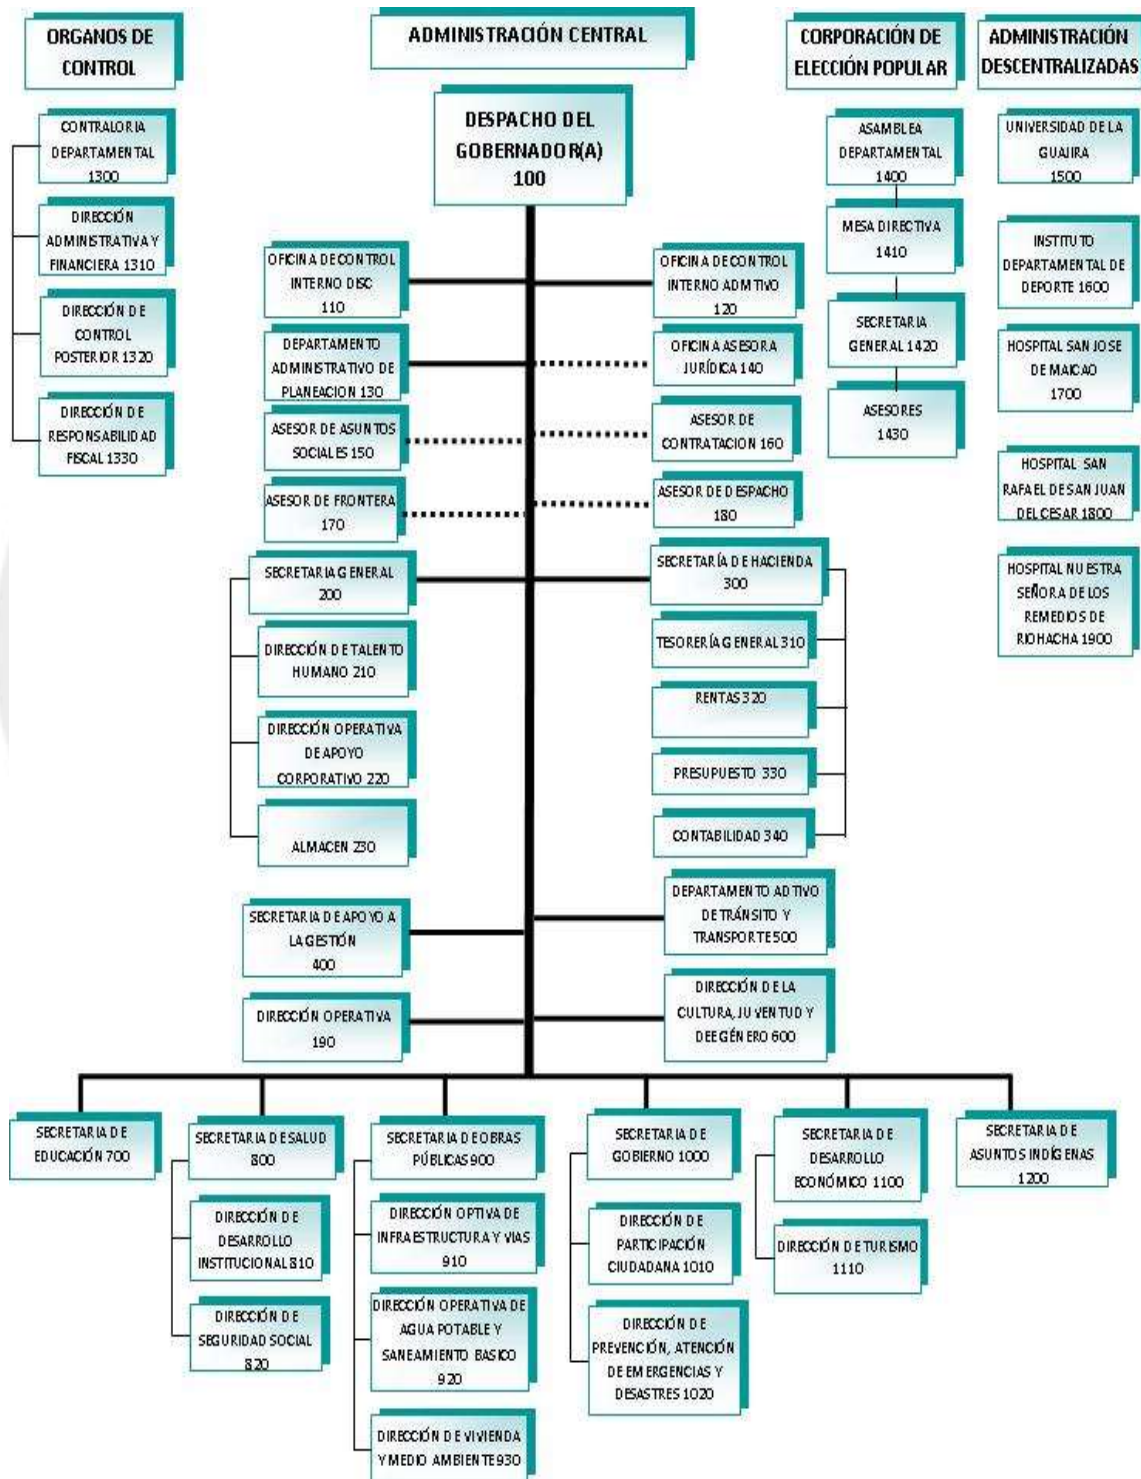 ORGANOS DE
CONTROL
CONTRALORIA
DEPARTAMENTAL
1300
DIRECCIÓN
ADMINISTRATIVA Y
FINANCIERA 1310
DIRECCIÓN DE
CONTROL
POSTERIOR 1320
DIRECCIÓN DE
RESPONSABILIDAD
FISCAL 1330
ADMINISTRACIÓN CENTRAL
DESPACHO DEL
GOBERNADOR(A)
100
OFICINA DE CONTROL
INTERNO DISC
110
OFICINA DE CONTROL
INTERNO ADMTIVO
120
DEPARTAMENTO
ADMINISTRATIVO DE
PLANEACION 130
OFICINA ASESORA
JURÍDICA 140
ASESOR DE ASUNTOS
SOCIALES 150
ASESOR DE
CONTRATACION 160
ASESOR DE FRONTERA
170
ASESOR DE DESPACHO
180
SECRETARIA GENERAL
200
DIRECCIÓN DE TALENTO
HUMANO 210
DIRECCIÓN OPERATIVA
DE APOYO
CORPORATIVO 220
ALMACEN 230
SECRETARÍA DE HACIENDA
300
TESORERÍA GENERAL 310
RENTAS 320
PRESUPUESTO 330
CONTABILIDAD 340
SECRETARIA DE APOYO A
LA GESTIÓN
400
DEPARTAMENTO ADTIVO
DE TRÁNSITO Y
TRANSPORTE 500
DIRECCIÓN OPERATIVA
190
DIRECCIÓN DE LA
CULTURA, JUVENTUD Y
DEE GÉNERO 600
CORPORACIÓN DE
ELECCIÓN POPULAR
ASAMBLEA
DEPARTAMENTAL
1400
MESA DIRECTIVA
1410
SECRETARIA
GENERAL 1420
ASESORES
1430
ADMINISTRACIÓN
DESCENTRALIZADAS
UNIVERSIDAD DE LA
GUAJIRA
1500
INSTITUTO
DEPARTAMENTAL DE
DEPORTE 1600
HOSPITAL SAN JOSE
DE MAICAO
1700
HOSPITAL SAN
RAFAEL DE SAN JUAN
DEL CESAR 1800
HOSPITAL NUESTRA
SEÑORA DE LOS
REMEDIOS DE
RIOHACHA 1900
SECRETARIA DE
EDUCACIÓN 700
SECRETARIA DE SALUD
800
DIRECCIÓN DE
DESARROLLO
INSTITUCIONAL 810
DIRECCIÓN DE
SEGURIDAD SOCIAL
820
SECRETARIA DE OBRAS
PÚBLICAS 900
DIRECCIÓN OPTIVA DE
INFRAESTRUCTURA Y VIAS
910
DIRECCIÓN OPERATIVA DE
AGUA POTABLE Y
SANEAMIENTO BASICO
920
DIRECCIÓN DE VIVIENDA
Y MEDIO AMBIENTE 930
SECRETARIA DE
GOBIERNO 1000
DIRECCIÓN DE
PARTICIPACIÓN
CIUDADANA 1010
DIRECCIÓN DE
PREVENCIÓN, ATENCIÓN
DE EMERGENCIAS Y
DESASTRES 1020
SECRETARIA DE
DESARROLLO
ECONÓMICO 1100
DIRECCIÓN DE TURISMO
1110
SECRETARIA DE
ASUNTOS INDÍGENAS
1200